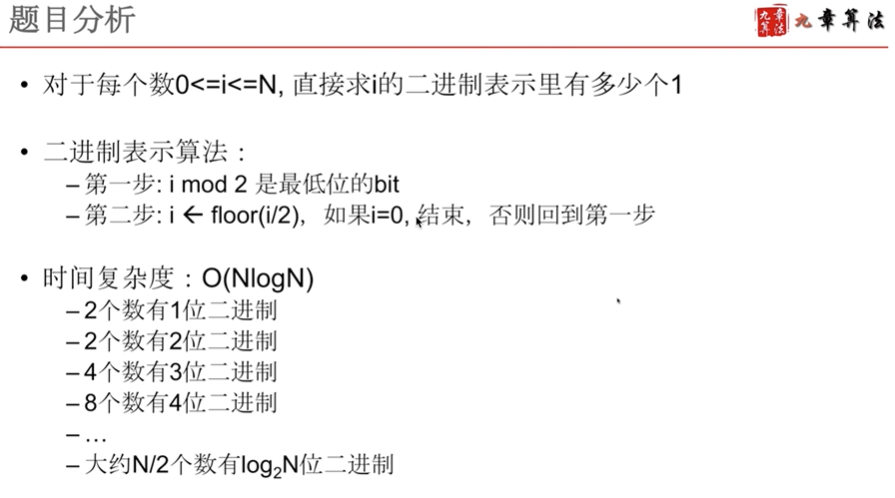 题目分析
九章算法
九章算法
• 对于每个数0<=i<=N, 直接求i的二进制表示里有多少个1
• 二进制表示算法：
– 第一步: i mod 2 是最低位的bit
– 第二步: i ← floor(i/2)，如果i=0, 结束，否则回到第一步
• 时间复杂度：O(NlogN)
– 2个数有1位二进制
– 2个数有2位二进制
– 4个数有3位二进制
– 8个数有4位二进制
– …
– 大约N/2个数有log₂N位二进制